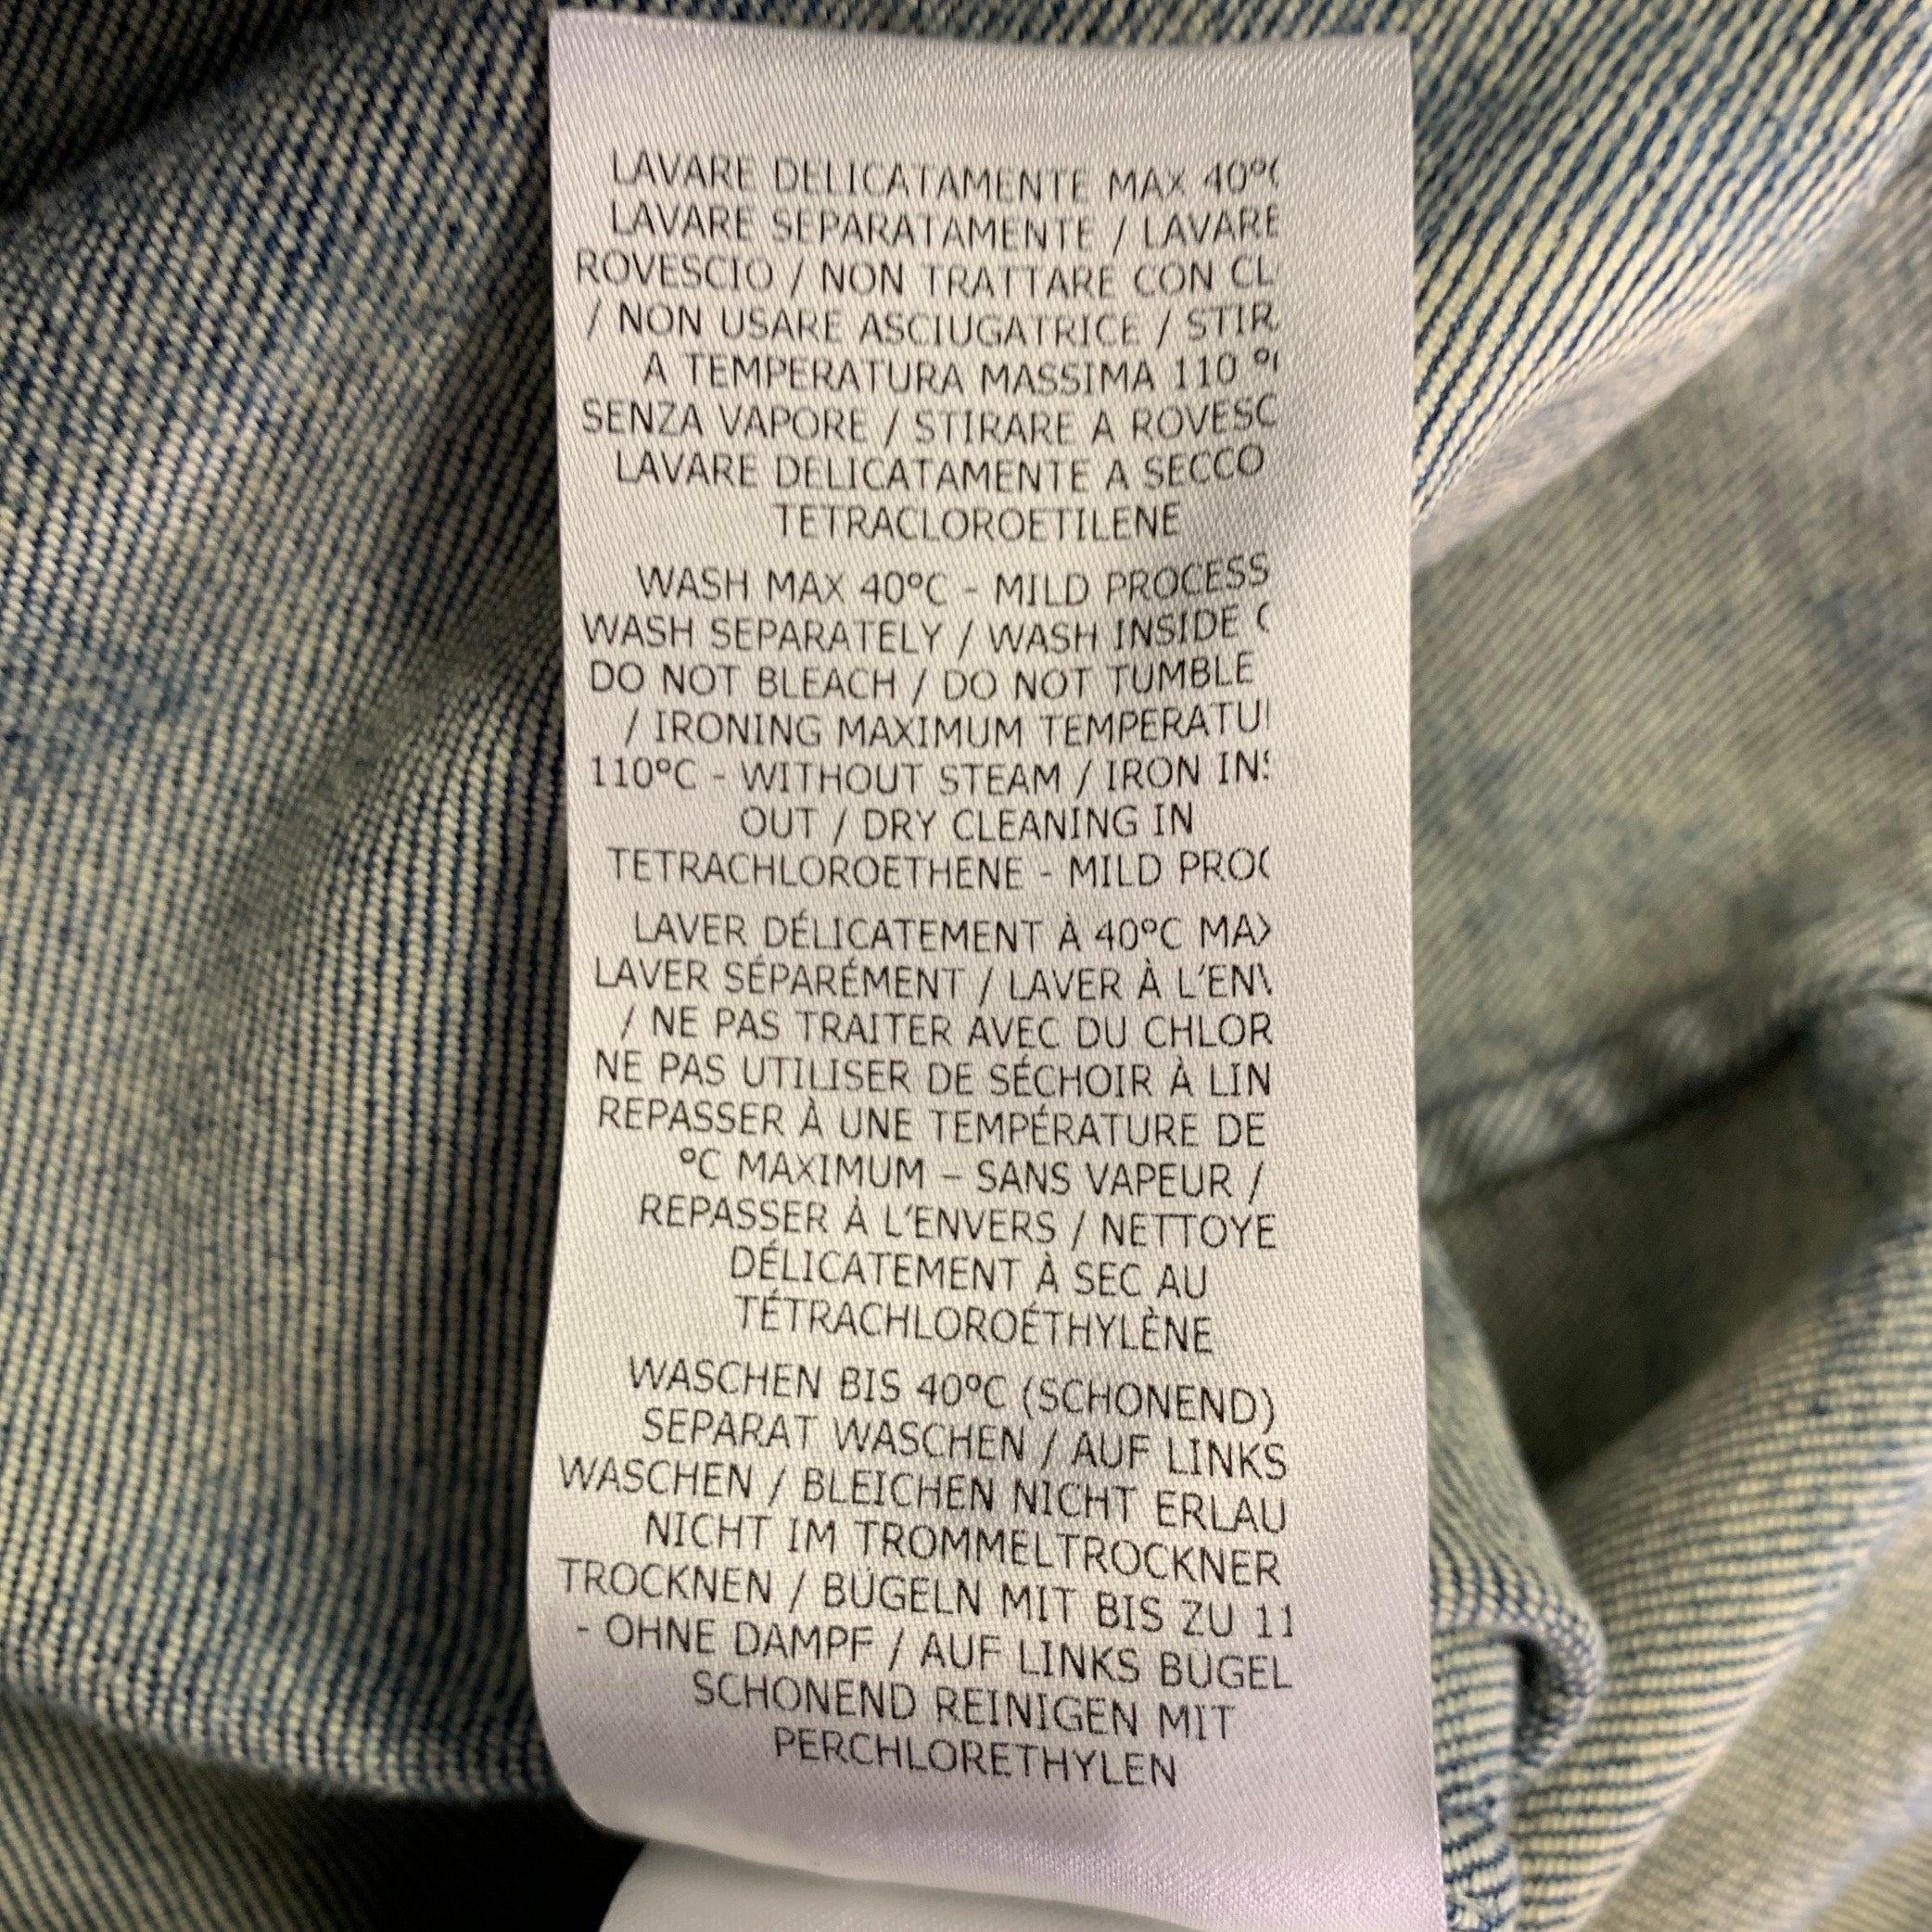 LAVARE DELICATAMENTE MAX 40°C
LAVARE SEPARATAMENTE / LAVARE
ROVESCIO / NON TRATTARE CON CL
/ NON USARE ASCIUGATRICE / STIR
A TEMPERATURA MASSIMA 110 °
SENZA VAPORE / STIRARE A ROVESC
LAVARE DELICATAMENTE A SECCO
TETRACLOROETILENE
WASH MAX 40°C - MILD PROCESS
WASH SEPARATELY / WASH INSIDE
DO NOT BLEACH / DO NOT TUMBLE
/ IRONING MAXIMUM TEMPERATU
110°C - WITHOUT STEAM / IRON INS
OUT / DRY CLEANING IN
TETRACHLOROETHENE - MILD PROC
LAVER DÉLICATEMENT À 40°C MAX
LAVER SÉPARÉMENT / LAVER À L'ENV
/ NE PAS TRAITER AVEC DU CHLOR
NE PAS UTILISER DE SÉCHOIR À LIN
REPASSER À UNE TEMPÉRATURE DE
°C MAXIMUM – SANS VAPEUR /
REPASSER À L'ENVERS / NETTOYE
DÉLICATEMENT À SEC AU
TÉTRACHLOROÉTHYLÈNE
WASCHEN BIS 40°C (SCHONEND)
SEPARAT WASCHEN / AUF LINKS
WASCHEN / BLEICHEN NICHT ERLAU
NICHT IM TROMMELTROCKNER
TROCKNEN / BÜGELN MIT BIS ZU 11
- OHNE DAMPF / AUF LINKS BÜGEL
SCHONEND REINIGEN MIT
PERCHLORETHYLEN